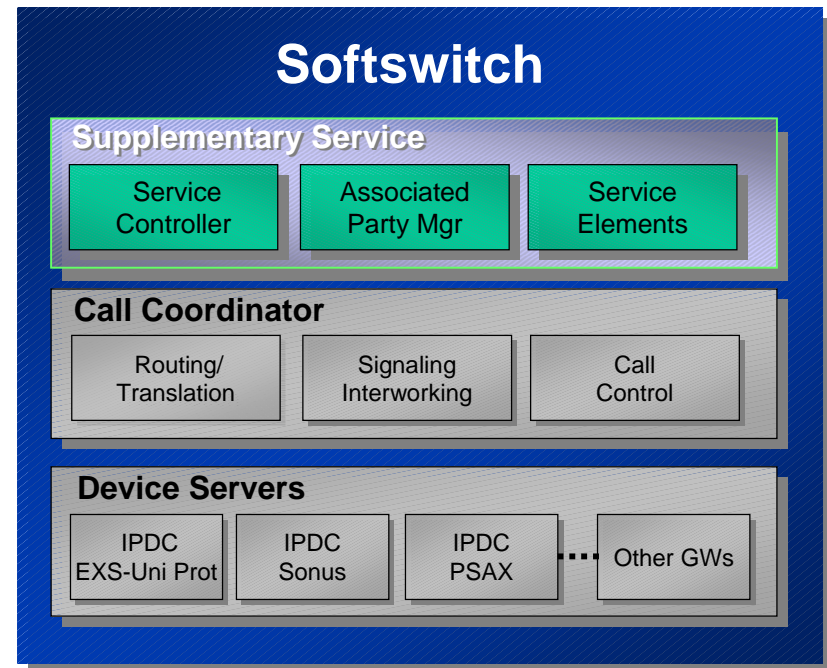 Softswitch
Supplementary Service
Service
Controller
Associated
Party Mgr
Service
Elements
Call Coordinator
Routing/
Translation
Signaling
Interworking
Call
Control
Device Servers
IPDC
EXS-Uni Prot
IPDC
Sonus
IPDC
PSAX
Other GWs